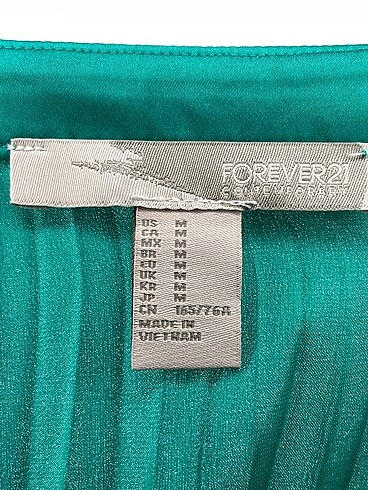 FOREVER21
CONTEMPORARY
US M
CA M
MX M
BR M
EU M
UK M
KR M
JP M
CN 165/76A
MADE IN
VIETNAM